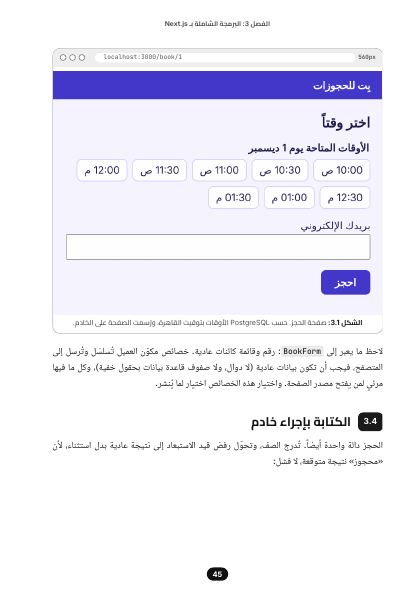 الفصل 3: البرمجة الشاملة بـ Next.js
localhost:3000/book/1
560px
بِت للحجوزات
اختر وقتاً
الأوقات المتاحة يوم 1 ديسمبر
10:00 ص 10:30 ص 11:00 ص 11:30 ص 12:00 م
12:30 م 01:00 م 01:30 م
بريدك الإلكتروني
احجز
الشكل 3.1: صفحة الحجز. حسب PostgreSQL الأوقات بتوقيت القاهرة، ورُسمت الصفحة على الخادم.
لاحظ ما يعبر إلى BookForm: رقم وقائمة كائنات عادية. خصائص مكوّن العميل تُسلسَل وتُرسل إلى
المتصفح، فيجب أن تكون بيانات عادية (لا دوال، ولا صفوف قاعدة بيانات بحقول خفية)، وكل ما فيها
مرئي لمن يفتح مصدر الصفحة. واختيار هذه الخصائص اختيار لما يُنشر.
3.4 الكتابة بإجراء خادم
الحجز دالة واحدة أيضاً. تُدرج الصف، وتحوّل رفض قيد الاستبعاد إلى نتيجة عادية بدل استثناء، لأن
«محجوز» نتيجة متوقعة، لا فشل:
45